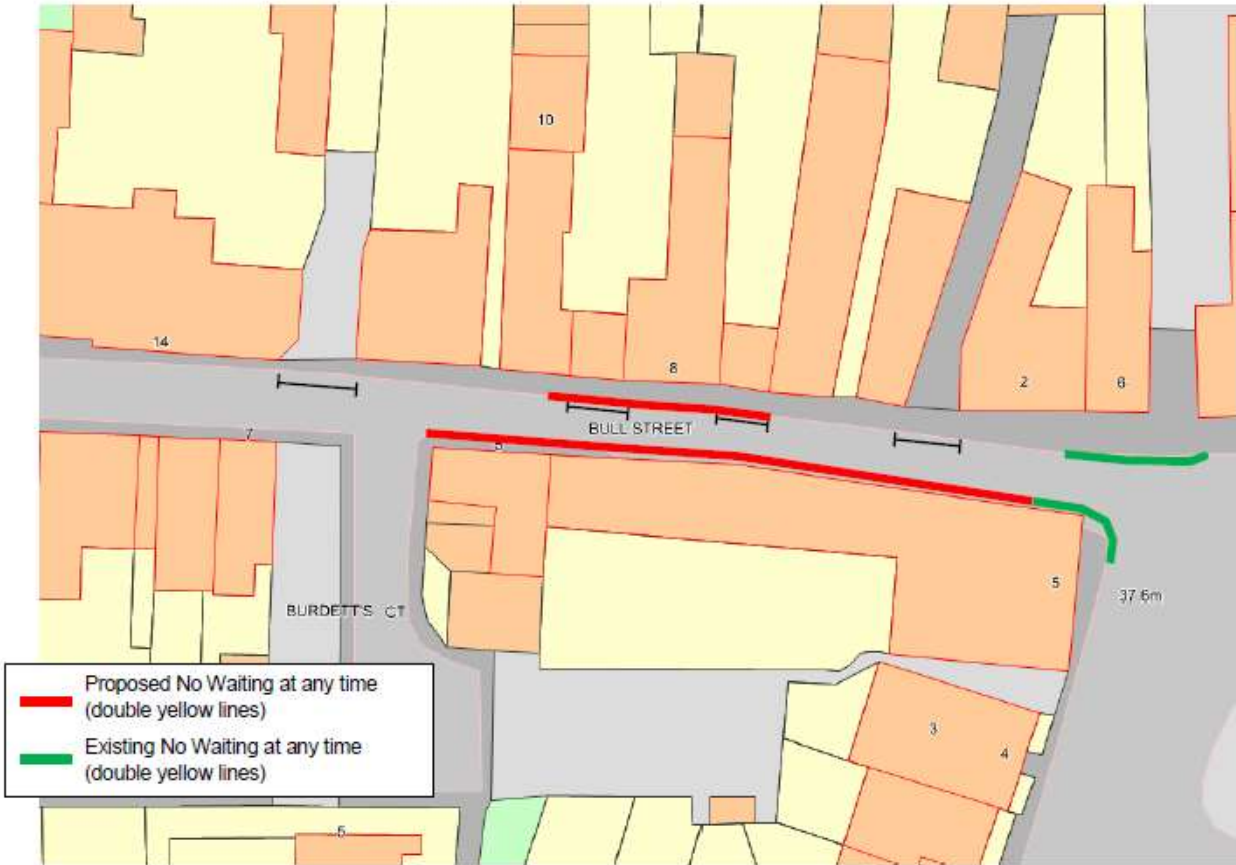 10
14
8
2
6
BULL STREET
7
5
5
37.6m
BURDETT'S CT
3
4
5
Proposed No Waiting at any time
(double yellow lines)
Existing No Waiting at any time
(double yellow lines)